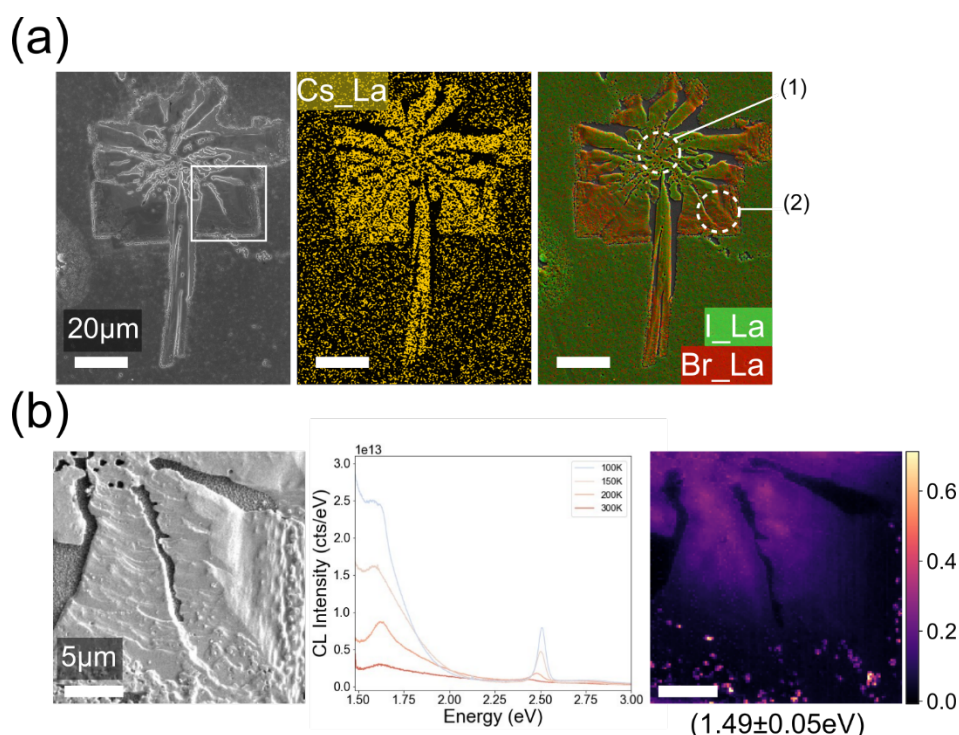 (a)
Cs_La
(1)
(2)
20μm
I_La
Br_La
(b)
1e13
3.0
2.5
2.0
1.5
1.0
0.5
0.0
CL Intensity (cts/eV)
100K
150K
200K
300K
1.50
1.75
2.00
2.25
2.50
2.75
3.00
Energy (eV)
5μm
0.6
0.4
0.2
0.0
(1.49±0.05eV)